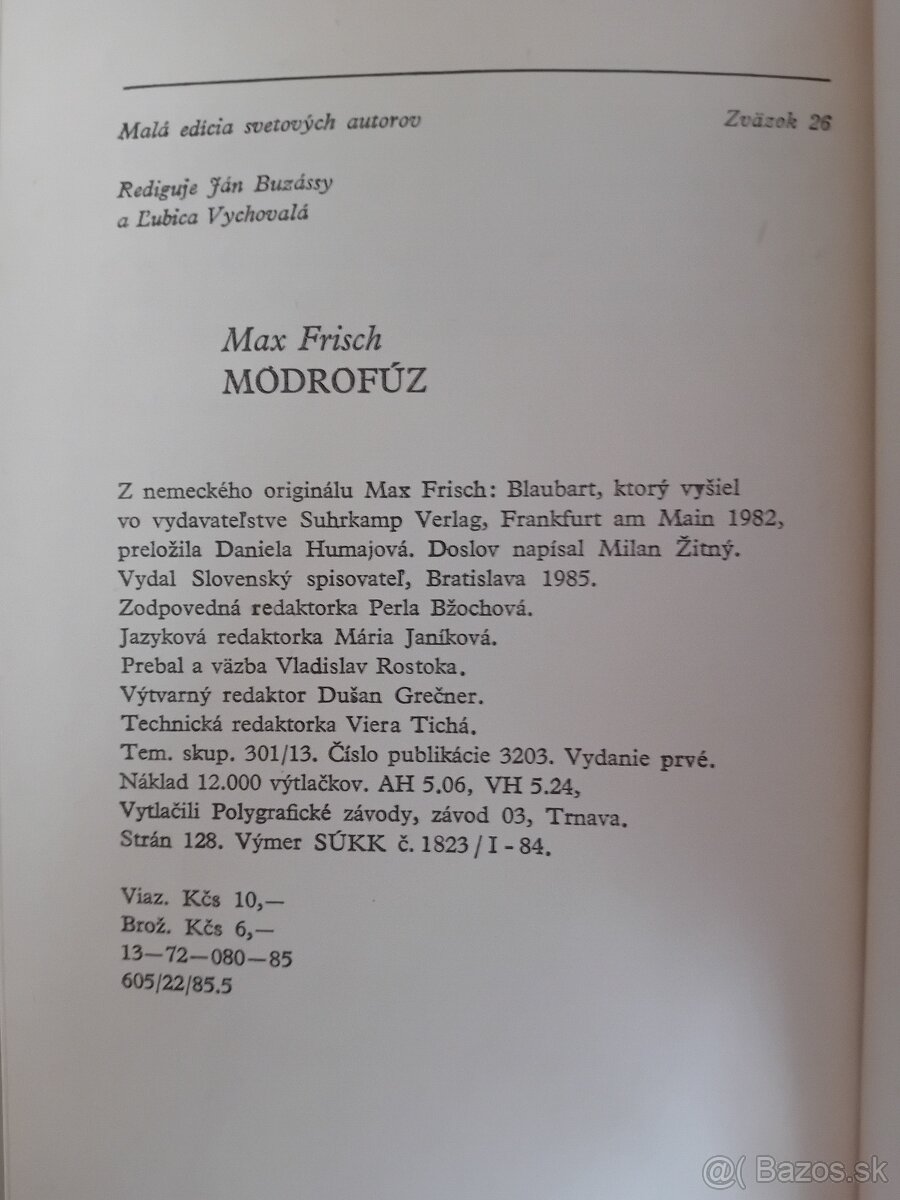 Malá edícia svetových autorov Zväzok 26
Rediguje Ján Buzássy
a Ľubica Vychovalá
Max Frisch
MODROFÚZ
Z nemeckého originálu Max Frisch: Blaubart, ktorý vyšiel
vo vydavateľstve Suhrkamp Verlag, Frankfurt am Main 1982,
preložila Daniela Humajová. Doslov napísal Milan Žitný.
Vydal Slovenský spisovateľ, Bratislava 1985.
Zodpovedná redaktorka Perla Bžochová.
Jazyková redaktorka Mária Janíková.
Prebal a väzba Vladislav Rostoka.
Výtvarný redaktor Dušan Grečner.
Technická redaktorka Viera Tichá.
Tem. skup. 301/13. Číslo publikácie 3203. Vydanie prvé.
Náklad 12.000 výtlačkov. AH 5.06, VH 5.24,
Vytlačili Polygrafické závody, závod 03, Trnava.
Strán 128. Výmer SÚKK č. 1823/I-84.
Viaz. Kčs 10,—
Brož. Kčs 6,—
13—72—080—85
605/22/85.5
@( Bazos.sk